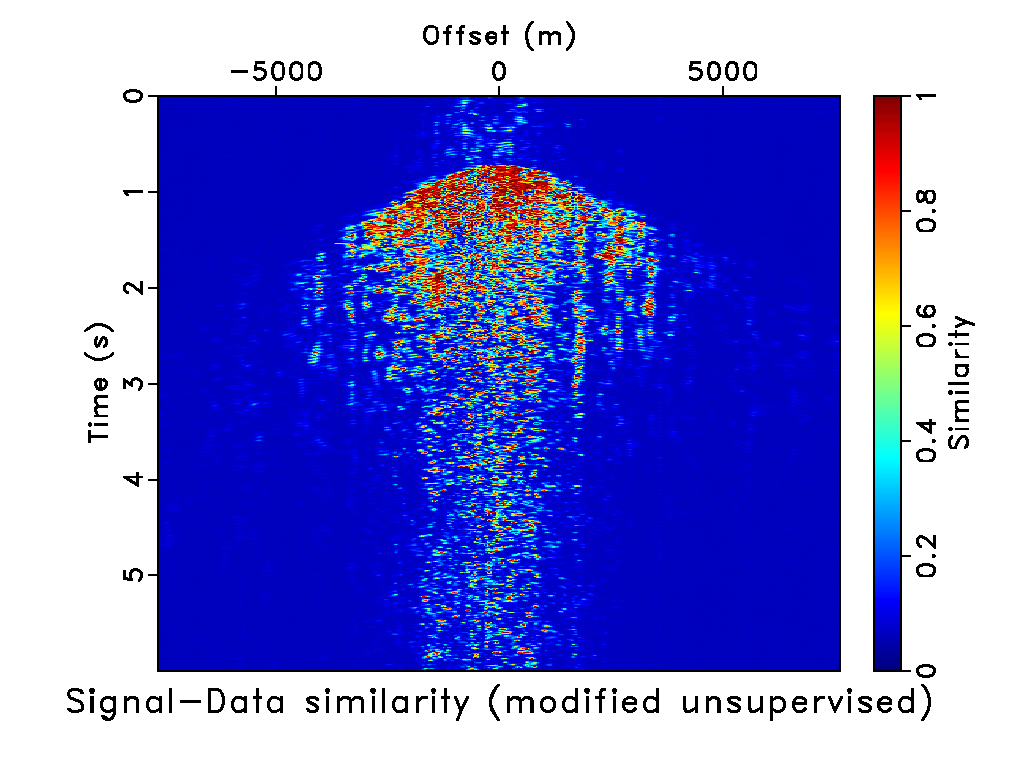 Offset (m)
−5000 0 5000
Time (s)
0
1
2
3
4
5
1
0.8
0.6
0.4
0.2
0
Similarity
Signal−Data similarity (modified unsupervised)